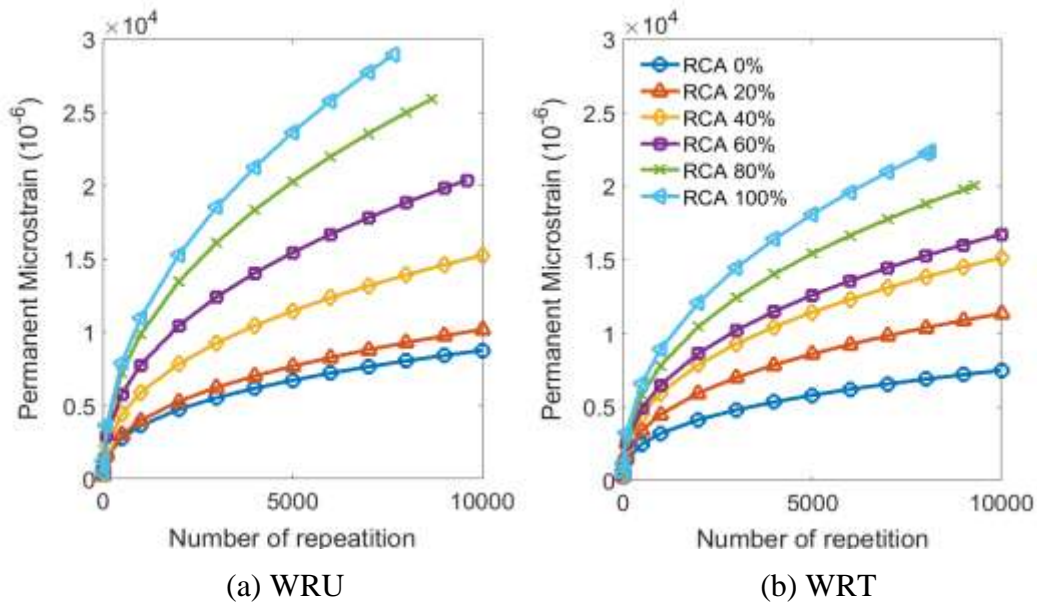 ×10⁴
3
2.5
2
1.5
1
0.5
0
0
5000
10000
Permanent Microstrain (10⁻⁶)
Number of repeatition
(a) WRU
×10⁴
3
2.5
2
1.5
1
0.5
0
0
5000
10000
Permanent Microstrain (10⁻⁶)
RCA 0%
RCA 20%
RCA 40%
RCA 60%
RCA 80%
RCA 100%
Number of repetition
(b) WRT